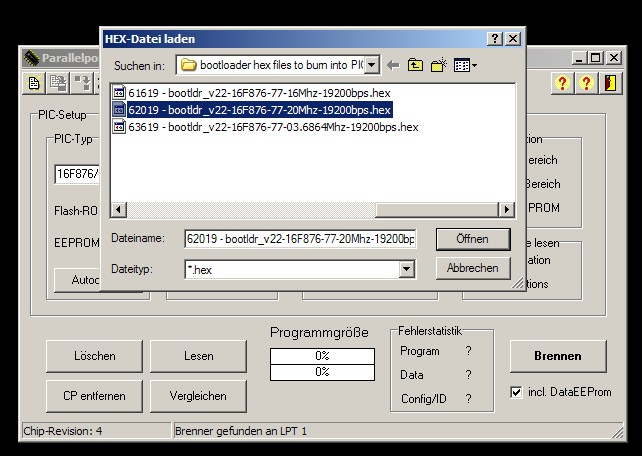 HEX-Datei laden
Parallelpo
Suchen in:
bootloader hex files to burn into PIC
61619 - bootldr_v22-16F876-77-16Mhz-19200bps.hex
62019 - bootldr_v22-16F876-77-20Mhz-19200bps.hex
63619 - bootldr_v22-16F876-77-03.6864Mhz-19200bps.hex
Dateiname:
62019 - bootldr_v22-16F876-77-20Mhz-19200bp
Öffnen
Dateityp:
*.hex
Abbrechen
PIC-Setup
PIC-Typ
16F876/
Flash-RO
EEPROM
Autoc
tion
ereich
Bereich
PROM
e lesen
ation
tions
Löschen
Lesen
CP entfernen
Vergleichen
Programmgröße
0%
0%
Fehlerstatistik
Program ?
Data ?
Config/ID ?
Brennen
incl. DataEEProm
Chip-Revision: 4
Brenner gefunden an LPT 1